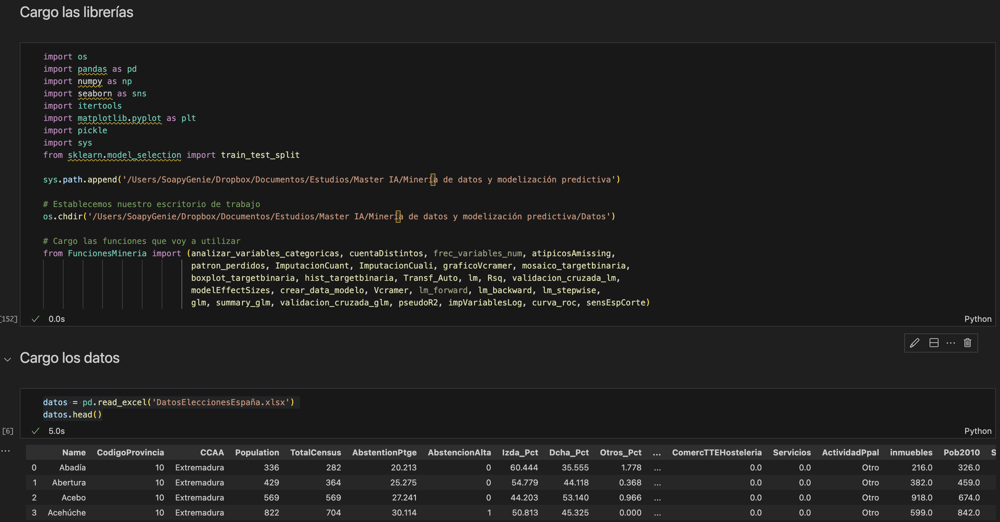 Cargo las librerías
import os
import pandas as pd
import numpy as np
import seaborn as sns
import itertools
import matplotlib.pyplot as plt
import pickle
import sys
from sklearn.model_selection import train_test_split
sys.path.append('/Users/SoapyGenie/Dropbox/Documentos/Estudios/Master IA/Minería de datos y modelización predictiva')
# Establecemos nuestro escritorio de trabajo
os.chdir('/Users/SoapyGenie/Dropbox/Documentos/Estudios/Master IA/Minería de datos y modelización predictiva/Datos')
# Cargo las funciones que voy a utilizar
from FuncionesMineria import (analizar_variables_categoricas, cuentaDistintos, frec_variables_num, atipicosAmissing,
patron_perdidos, ImputacionCuant, ImputacionCuali, graficoVcramer, mosaico_targetbinaria,
boxplot_targetbinaria, hist_targetbinaria, Transf_Auto, lm, Rsq, validacion_cruzada_lm,
modelEffectSizes, crear_data_modelo, Vcramer, lm_forward, lm_backward, lm_stepwise,
glm, summary_glm, validacion_cruzada_glm, pseudoR2, impVariablesLog, curva_roc, sensEspCorte)
[152] ✓ 0.0s Python
Cargo los datos
datos = pd.read_excel('DatosEleccionesEspaña.xlsx')
datos.head()
[6] ✓ 5.0s Python
... Name CodigoProvincia CCAA Population TotalCensus AbstentionPtge AbstencionAlta Izda_Pct Dcha_Pct Otros_Pct ... ComercTTEHosteleria Servicios ActividadPpal inmuebles Pob2010 S
0 Abadía 10 Extremadura 336 282 20.213 0 60.444 35.555 1.778 ... 0.0 0.0 Otro 216.0 326.0
1 Abertura 10 Extremadura 429 364 25.275 0 54.779 44.118 0.368 ... 0.0 0.0 Otro 382.0 459.0
2 Acebo 10 Extremadura 569 569 27.241 0 44.203 53.140 0.966 ... 0.0 0.0 Otro 918.0 674.0
3 Acehúche 10 Extremadura 822 704 30.114 1 50.813 45.325 0.000 ... 0.0 0.0 Otro 599.0 842.0